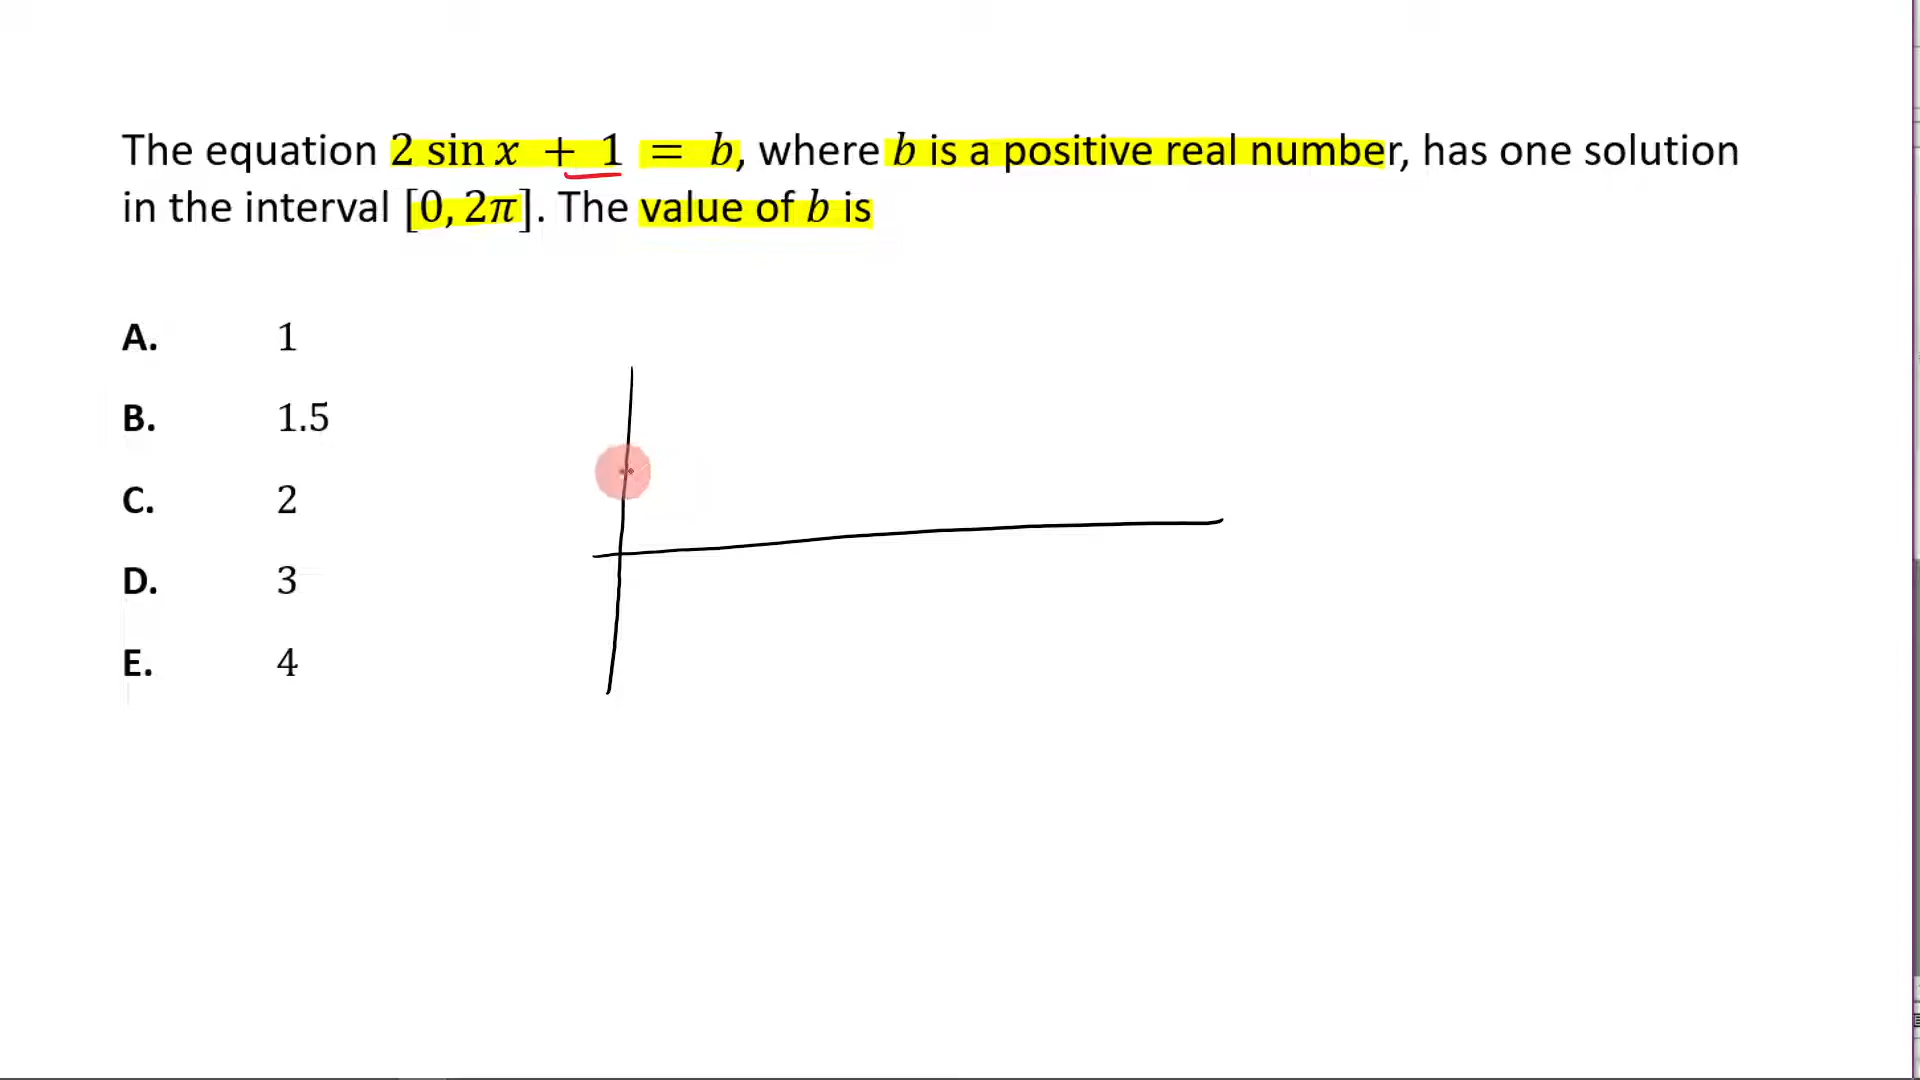 The equation 2 sin x + 1 = b, where b is a positive real number, has one solution
in the interval [0, 2π]. The value of b is
A. 1
B. 1.5
C. 2
D. 3
E. 4